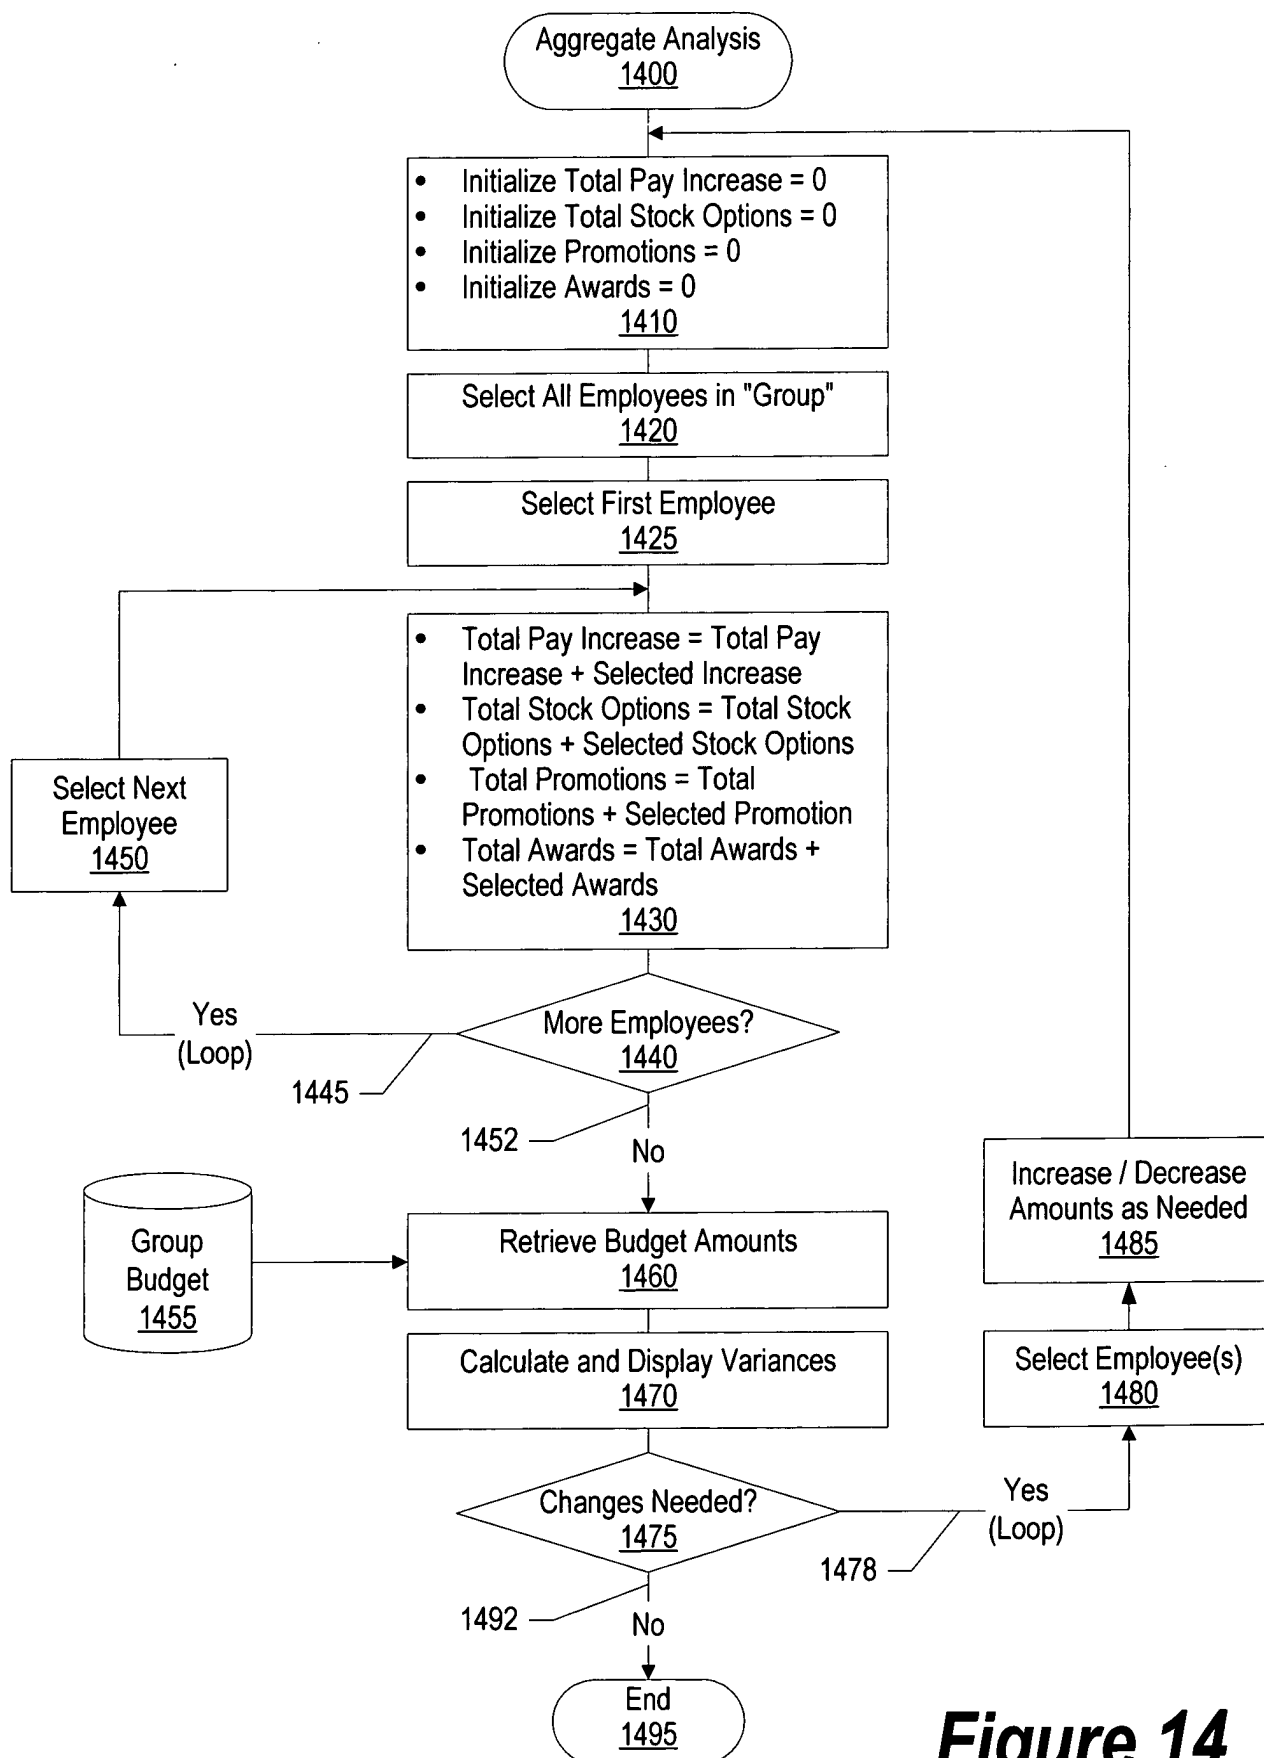 Aggregate Analysis
1400
• Initialize Total Pay Increase = 0
• Initialize Total Stock Options = 0
• Initialize Promotions = 0
• Initialize Awards = 0
1410
Select All Employees in "Group"
1420
Select First Employee
1425
• Total Pay Increase = Total Pay
Increase + Selected Increase
• Total Stock Options = Total Stock
Options + Selected Stock Options
• Total Promotions = Total
Promotions + Selected Promotion
• Total Awards = Total Awards +
Selected Awards
1430
Select Next
Employee
1450
More Employees?
1440
Yes
(Loop)
1445
1452
No
Group
Budget
1455
Retrieve Budget Amounts
1460
Calculate and Display Variances
1470
Changes Needed?
1475
Yes
(Loop)
1478
Select Employee(s)
1480
Increase / Decrease
Amounts as Needed
1485
1492
No
End
1495
Figure 14